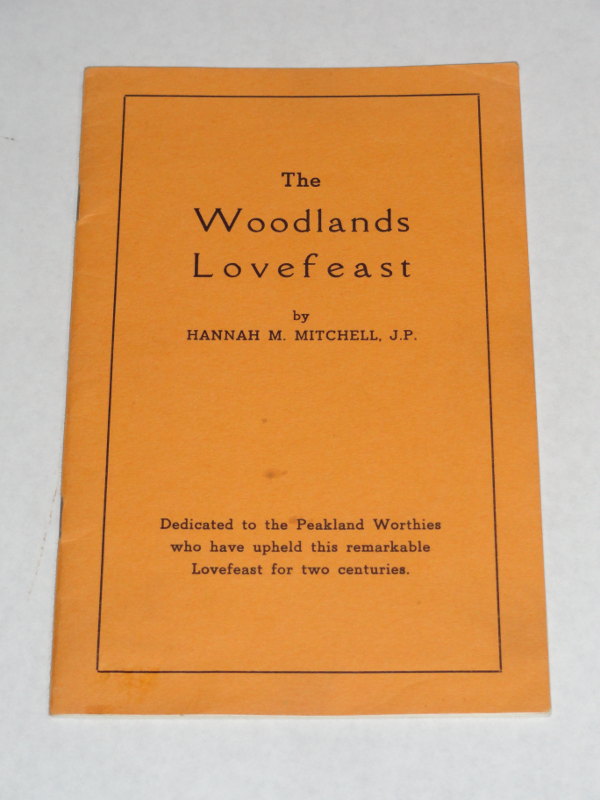 The
Woodlands
Lovefeast
by
HANNAH M. MITCHELL, J.P.
Dedicated to the Peakland Worthies
who have upheld this remarkable
Lovefeast for two centuries.